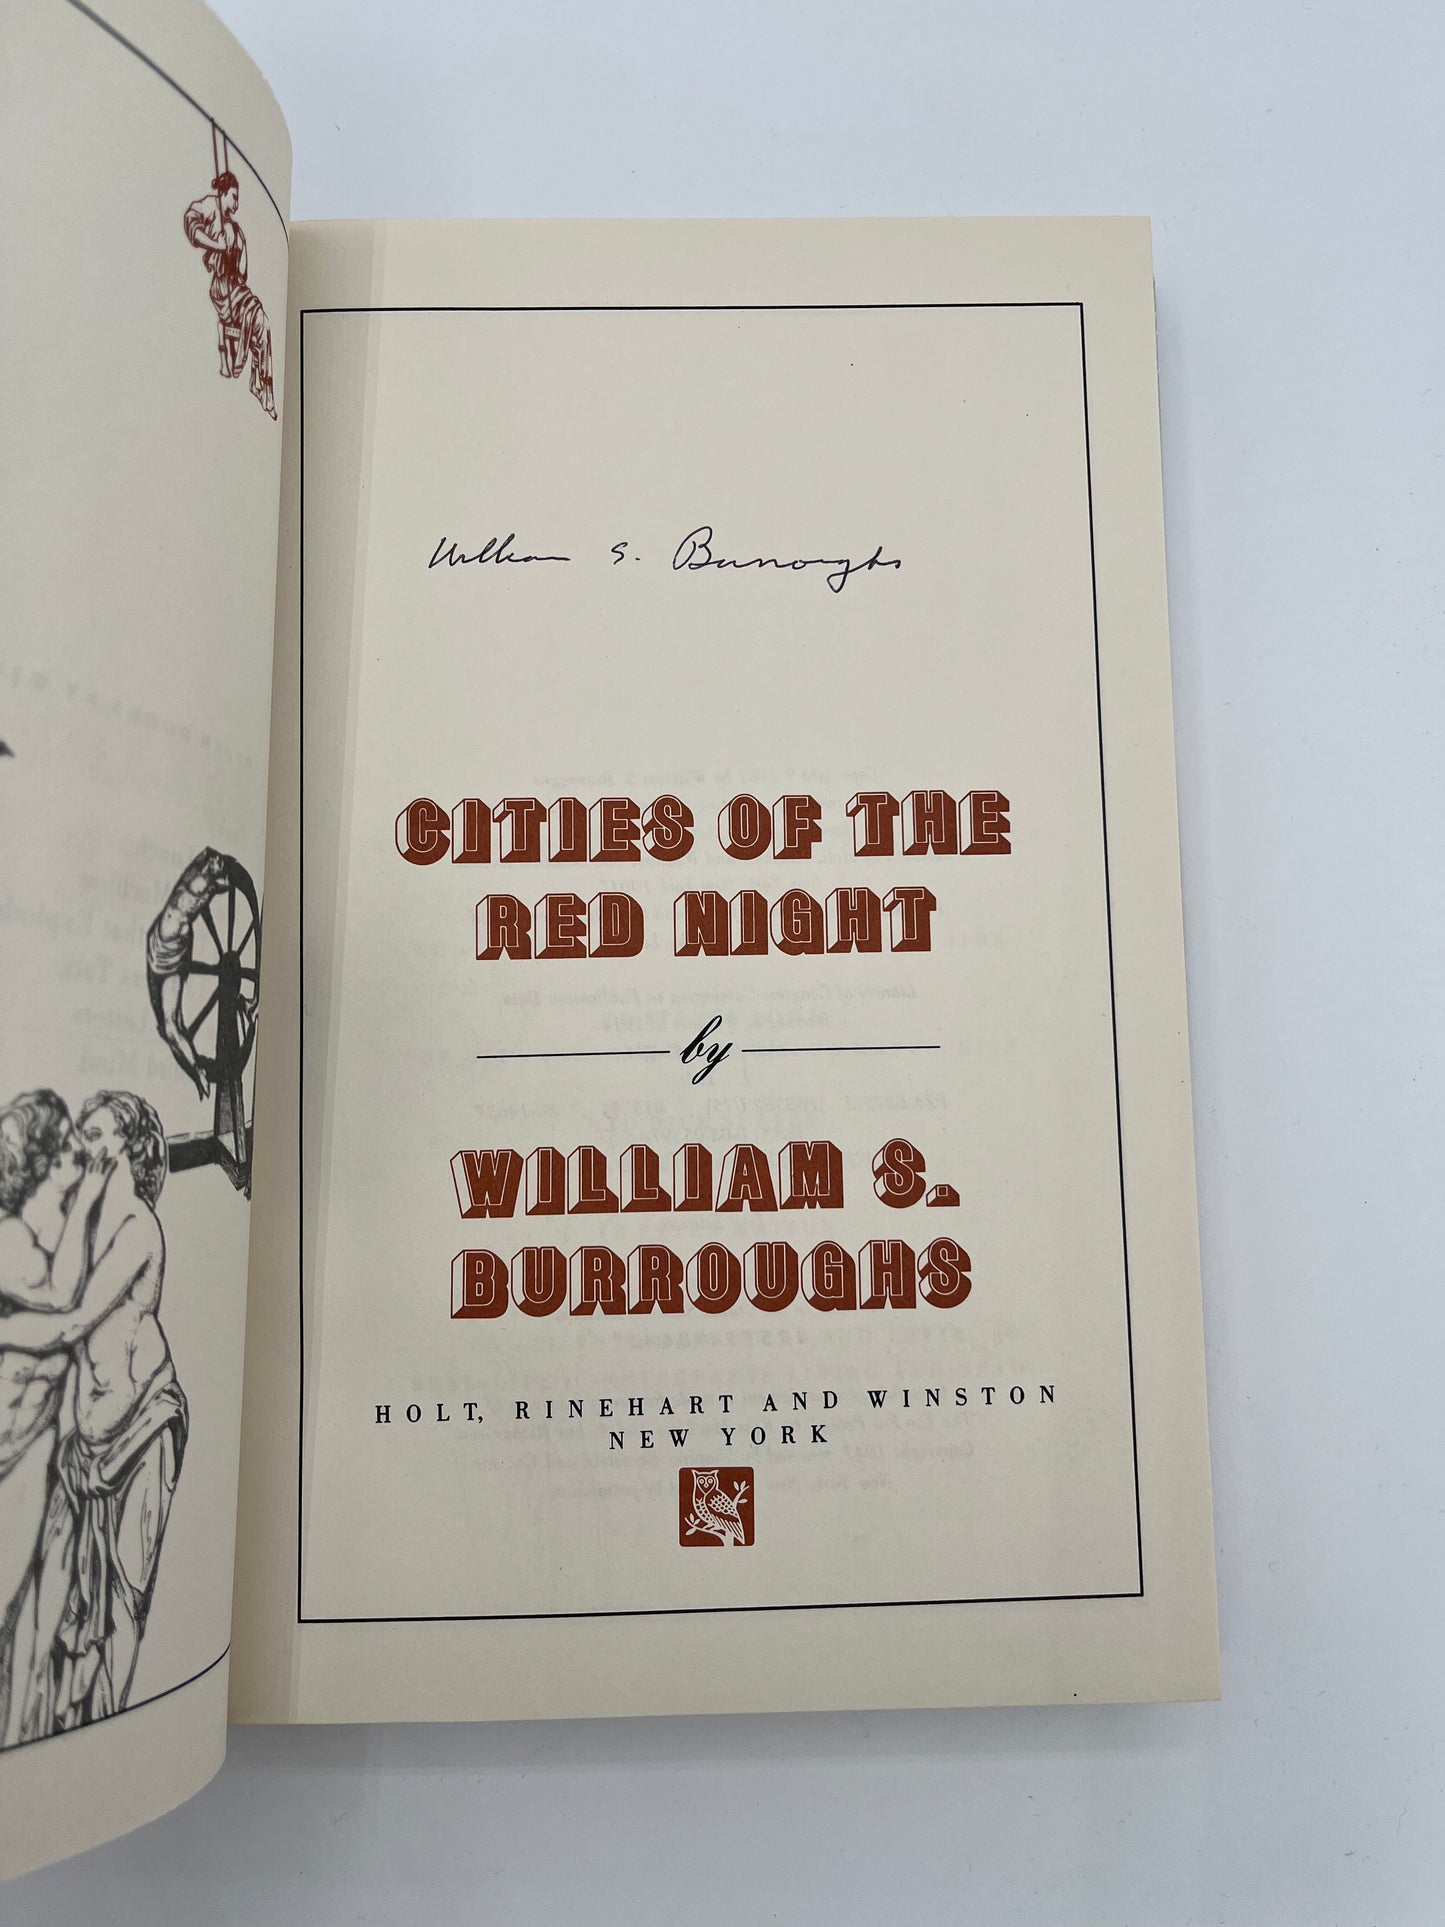 William S. Burroughs
CITIES OF THE
RED NIGHT
by
WILLIAM S.
BURROUGHS
HOLT, RINEHART AND WINSTON
NEW YORK